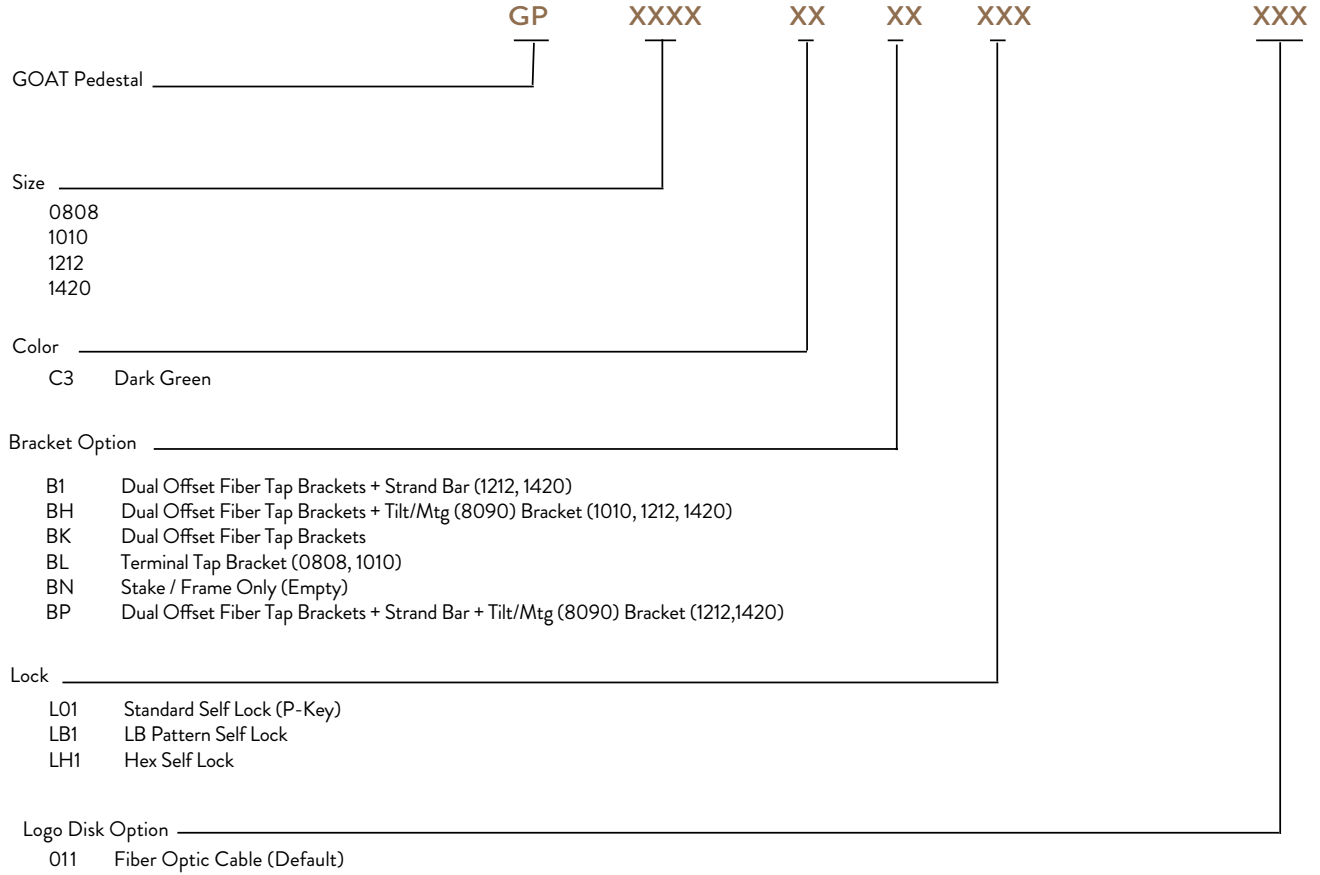 GP XXXX XX XX XXX XXX
GOAT Pedestal
Size
0808
1010
1212
1420
Color
C3 Dark Green
Bracket Option
B1 Dual Offset Fiber Tap Brackets + Strand Bar (1212, 1420)
BH Dual Offset Fiber Tap Brackets + Tilt/Mtg (8090) Bracket (1010, 1212, 1420)
BK Dual Offset Fiber Tap Brackets
BL Terminal Tap Bracket (0808, 1010)
BN Stake / Frame Only (Empty)
BP Dual Offset Fiber Tap Brackets + Strand Bar + Tilt/Mtg (8090) Bracket (1212,1420)
Lock
L01 Standard Self Lock (P-Key)
LB1 LB Pattern Self Lock
LH1 Hex Self Lock
Logo Disk Option
011 Fiber Optic Cable (Default)